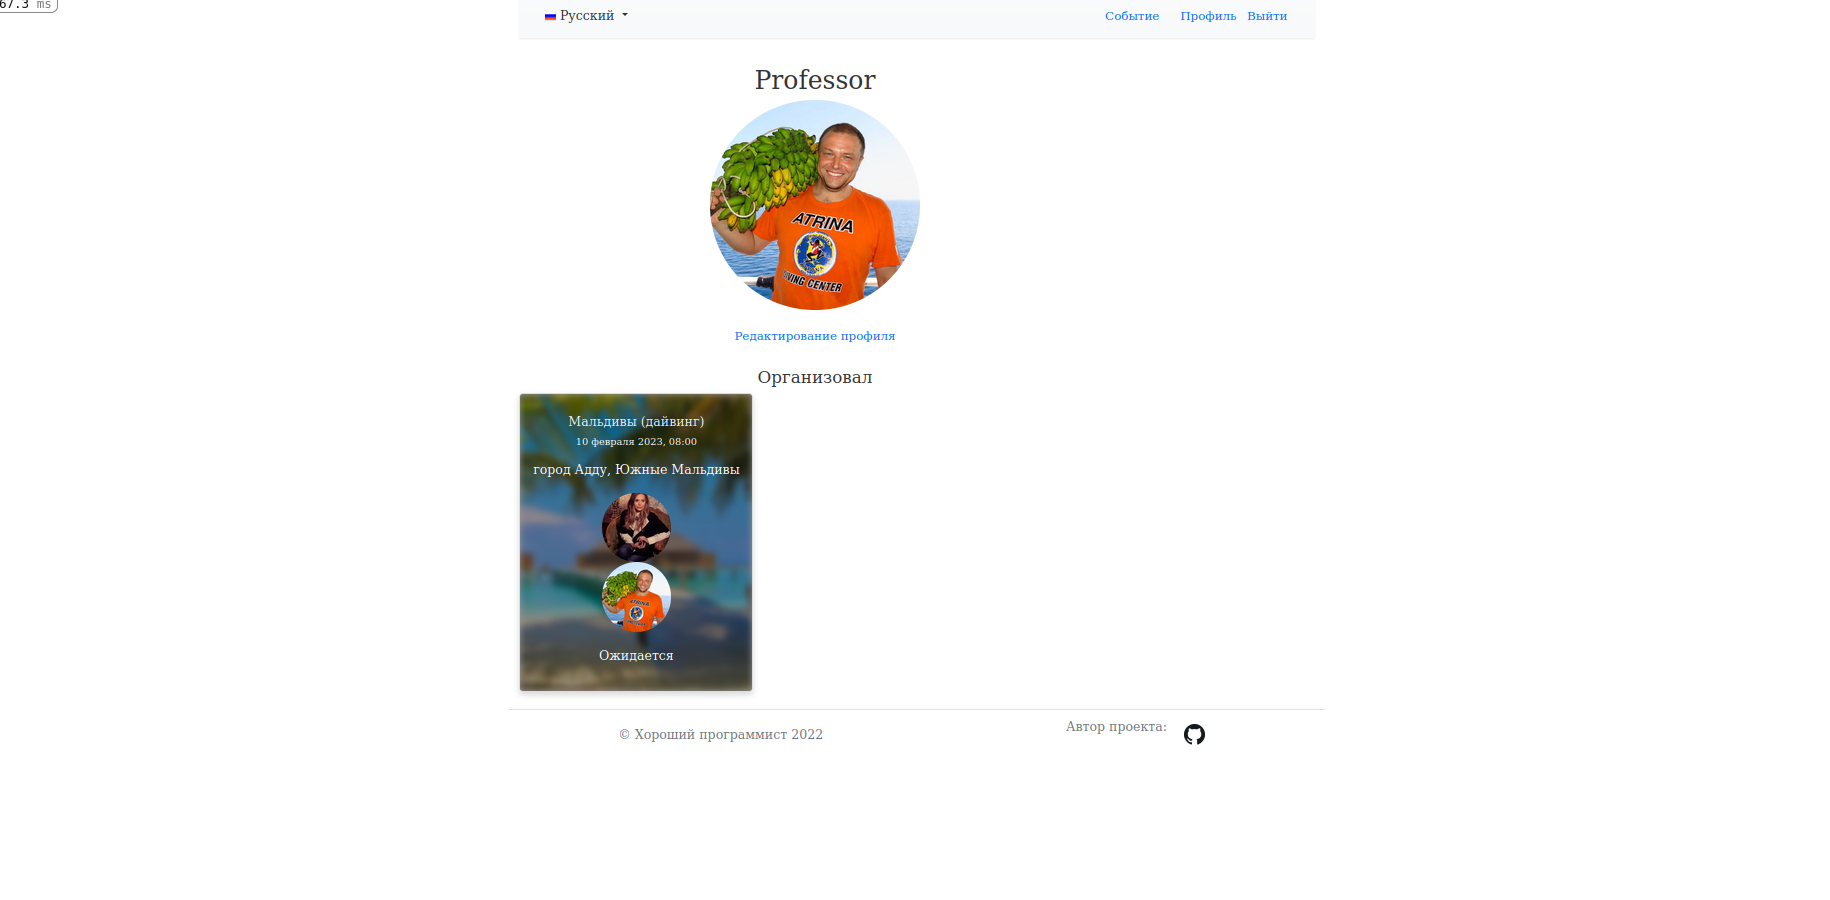 67.3 ms
Русский
Событие Профиль Выйти
Professor
ATRINA
DIVING CENTER
Редактирование профиля
Организовал
Мальдивы (дайвинг)
10 февраля 2023, 08:00
город Адду, Южные Мальдивы
ATRINA
Ожидается
© Хороший программист 2022
Автор проекта: